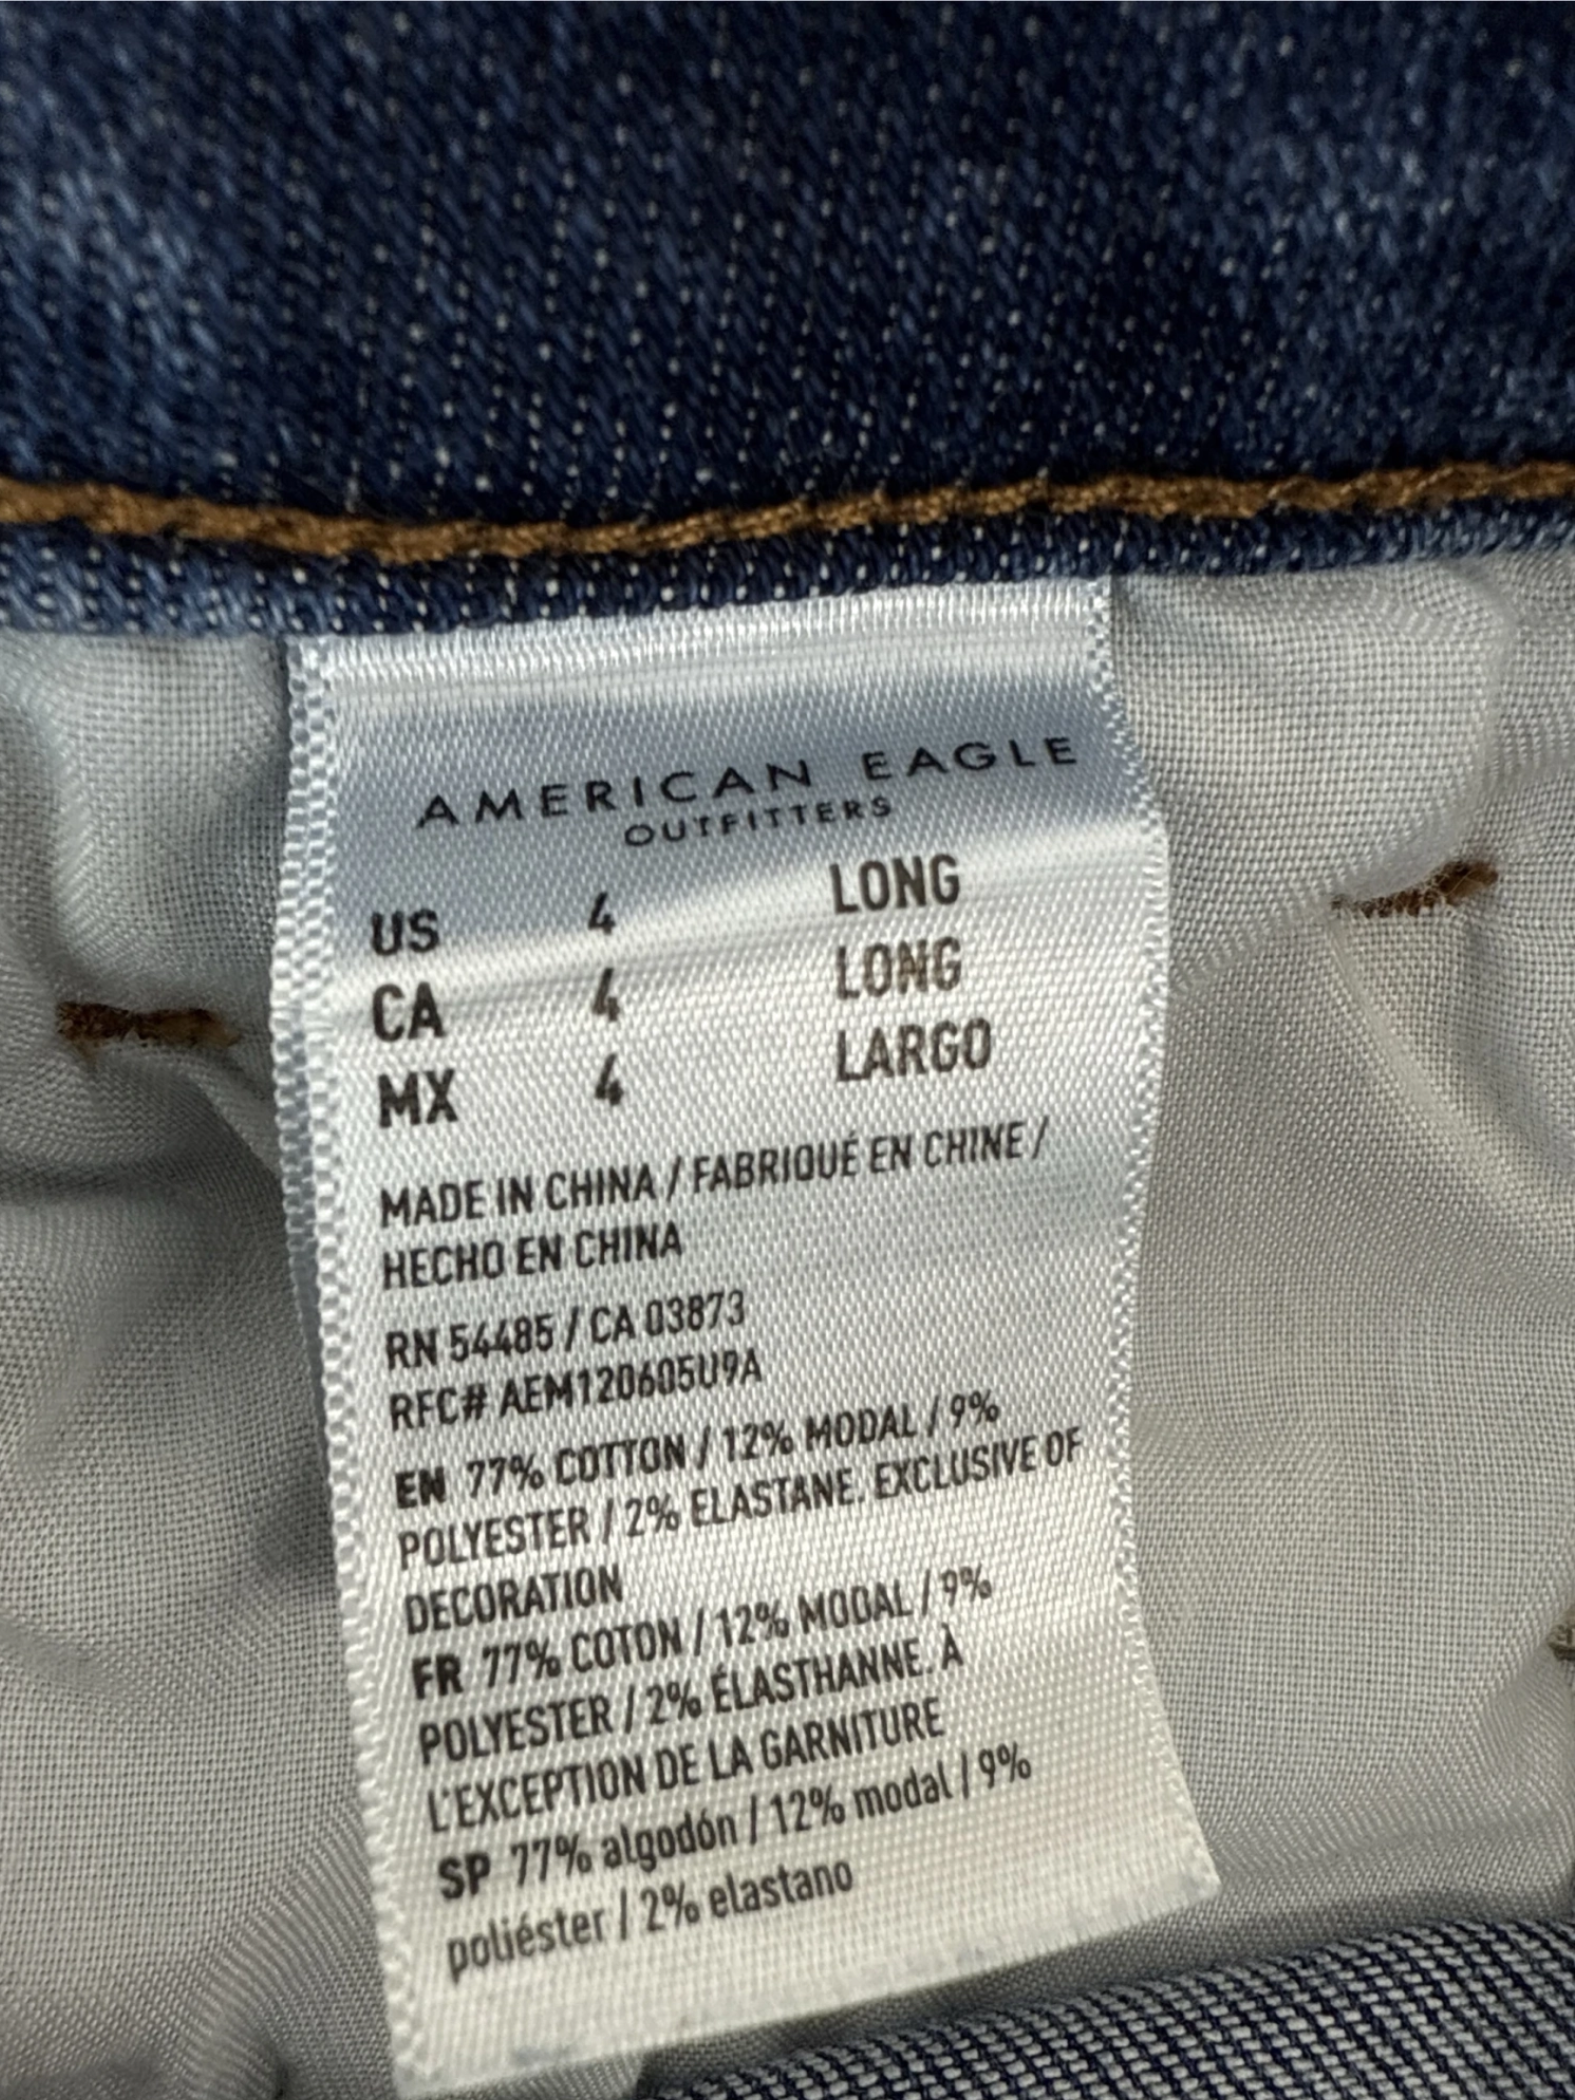 AMERICAN EAGLE
OUTFITTERS
US 4 LONG
CA 4 LONG
MX 4 LARGO
MADE IN CHINA / FABRIQUÉ EN CHINE /
HECHO EN CHINA
RN 54485 / CA 03873
RFC# AEM120605U9A
EN 77% COTTON / 12% MODAL / 9%
POLYESTER / 2% ELASTANE. EXCLUSIVE OF
DECORATION
FR 77% COTON / 12% MODAL / 9%
POLYESTER / 2% ÉLASTHANNE. À
L'EXCEPTION DE LA GARNITURE
SP 77% algodón / 12% modal / 9%
poliéster / 2% elastano